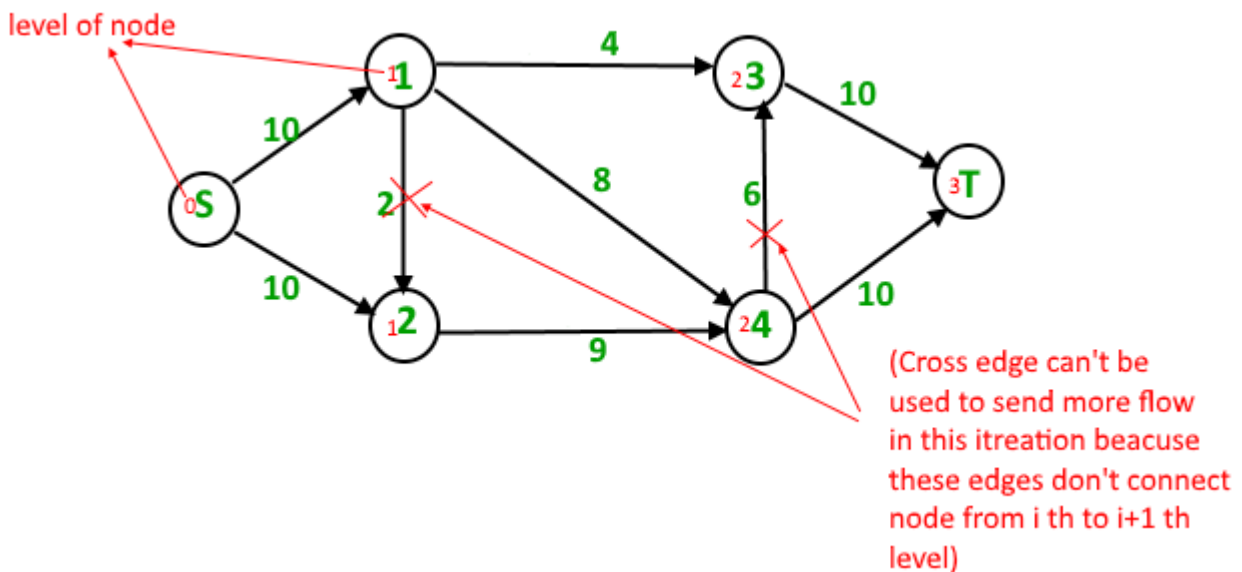 level of node
4
1 1
2 3
10
10
8
2
6
0 S
3 T
10
10
1 2
2 4
9
(Cross edge can't be
used to send more flow
in this itreation beacuse
these edges don't connect
node from i th to i+1 th
level)